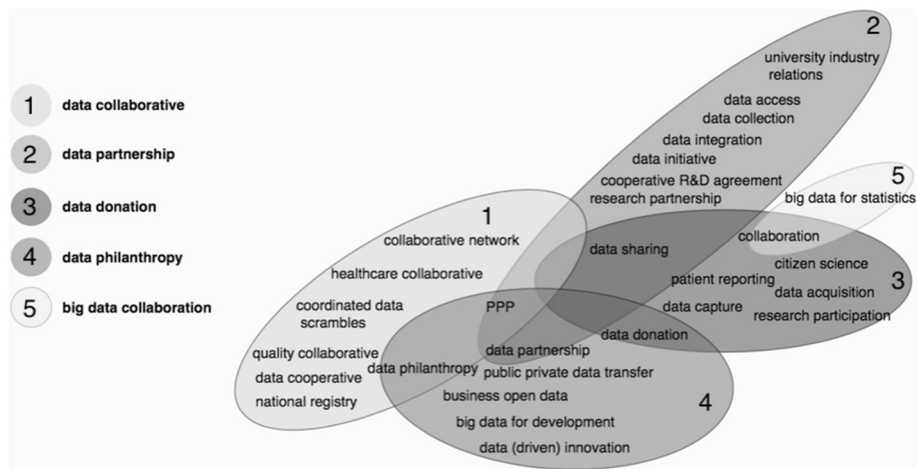 1 data collaborative
2 data partnership
3 data donation
4 data philanthropy
5 big data collaboration
2
university industry
relations
data access
data collection
data integration
data initiative
cooperative R&D agreement
research partnership
5
big data for statistics
1
collaborative network
data sharing
collaboration
healthcare collaborative
citizen science
patient reporting
3
data acquisition
coordinated data
scrambles
PPP
data capture
research participation
data donation
quality collaborative
data partnership
data cooperative
data philanthropy
public private data transfer
national registry
business open data
4
big data for development
data (driven) innovation